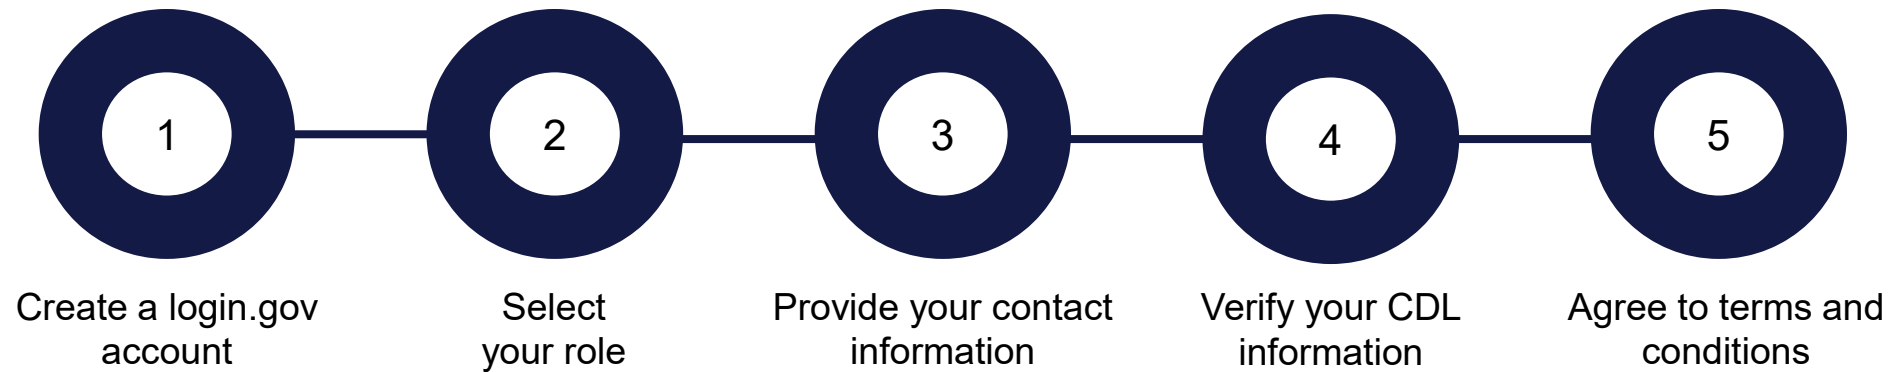 1
2
3
4
5
Create a login.gov
account
Select
your role
Provide your contact
information
Verify your CDL
information
Agree to terms and
conditions